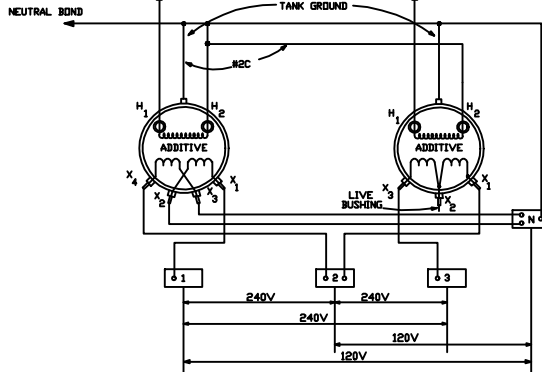 NEUTRAL BOND
TANK GROUND
#2C
H1
H2
H1
H2
ADDITIVE
ADDITIVE
X4
X2
X3
X1
X3
X2
X1
LIVE
BUSHING
N
1
2
3
240V
240V
240V
120V
120V